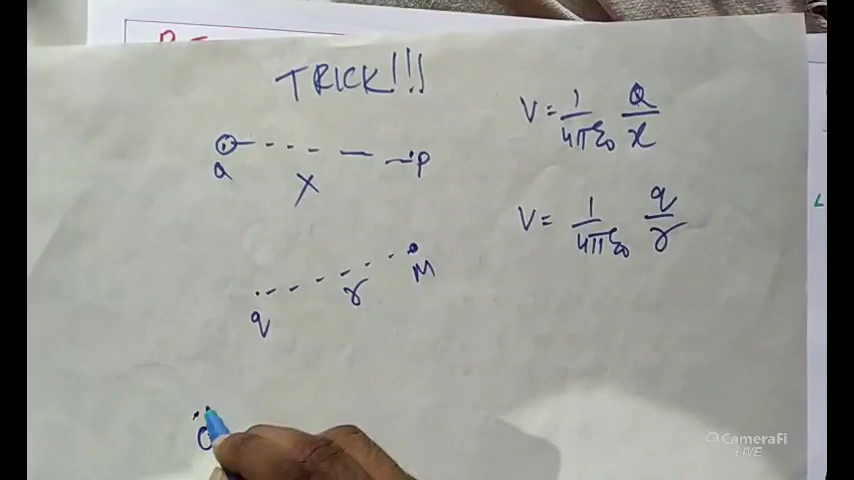 TRICK!!!
Q P
X
V = 1/4πε₀ Q/x
q r M
V = 1/4πε₀ q/r
CameraFi
LIVE